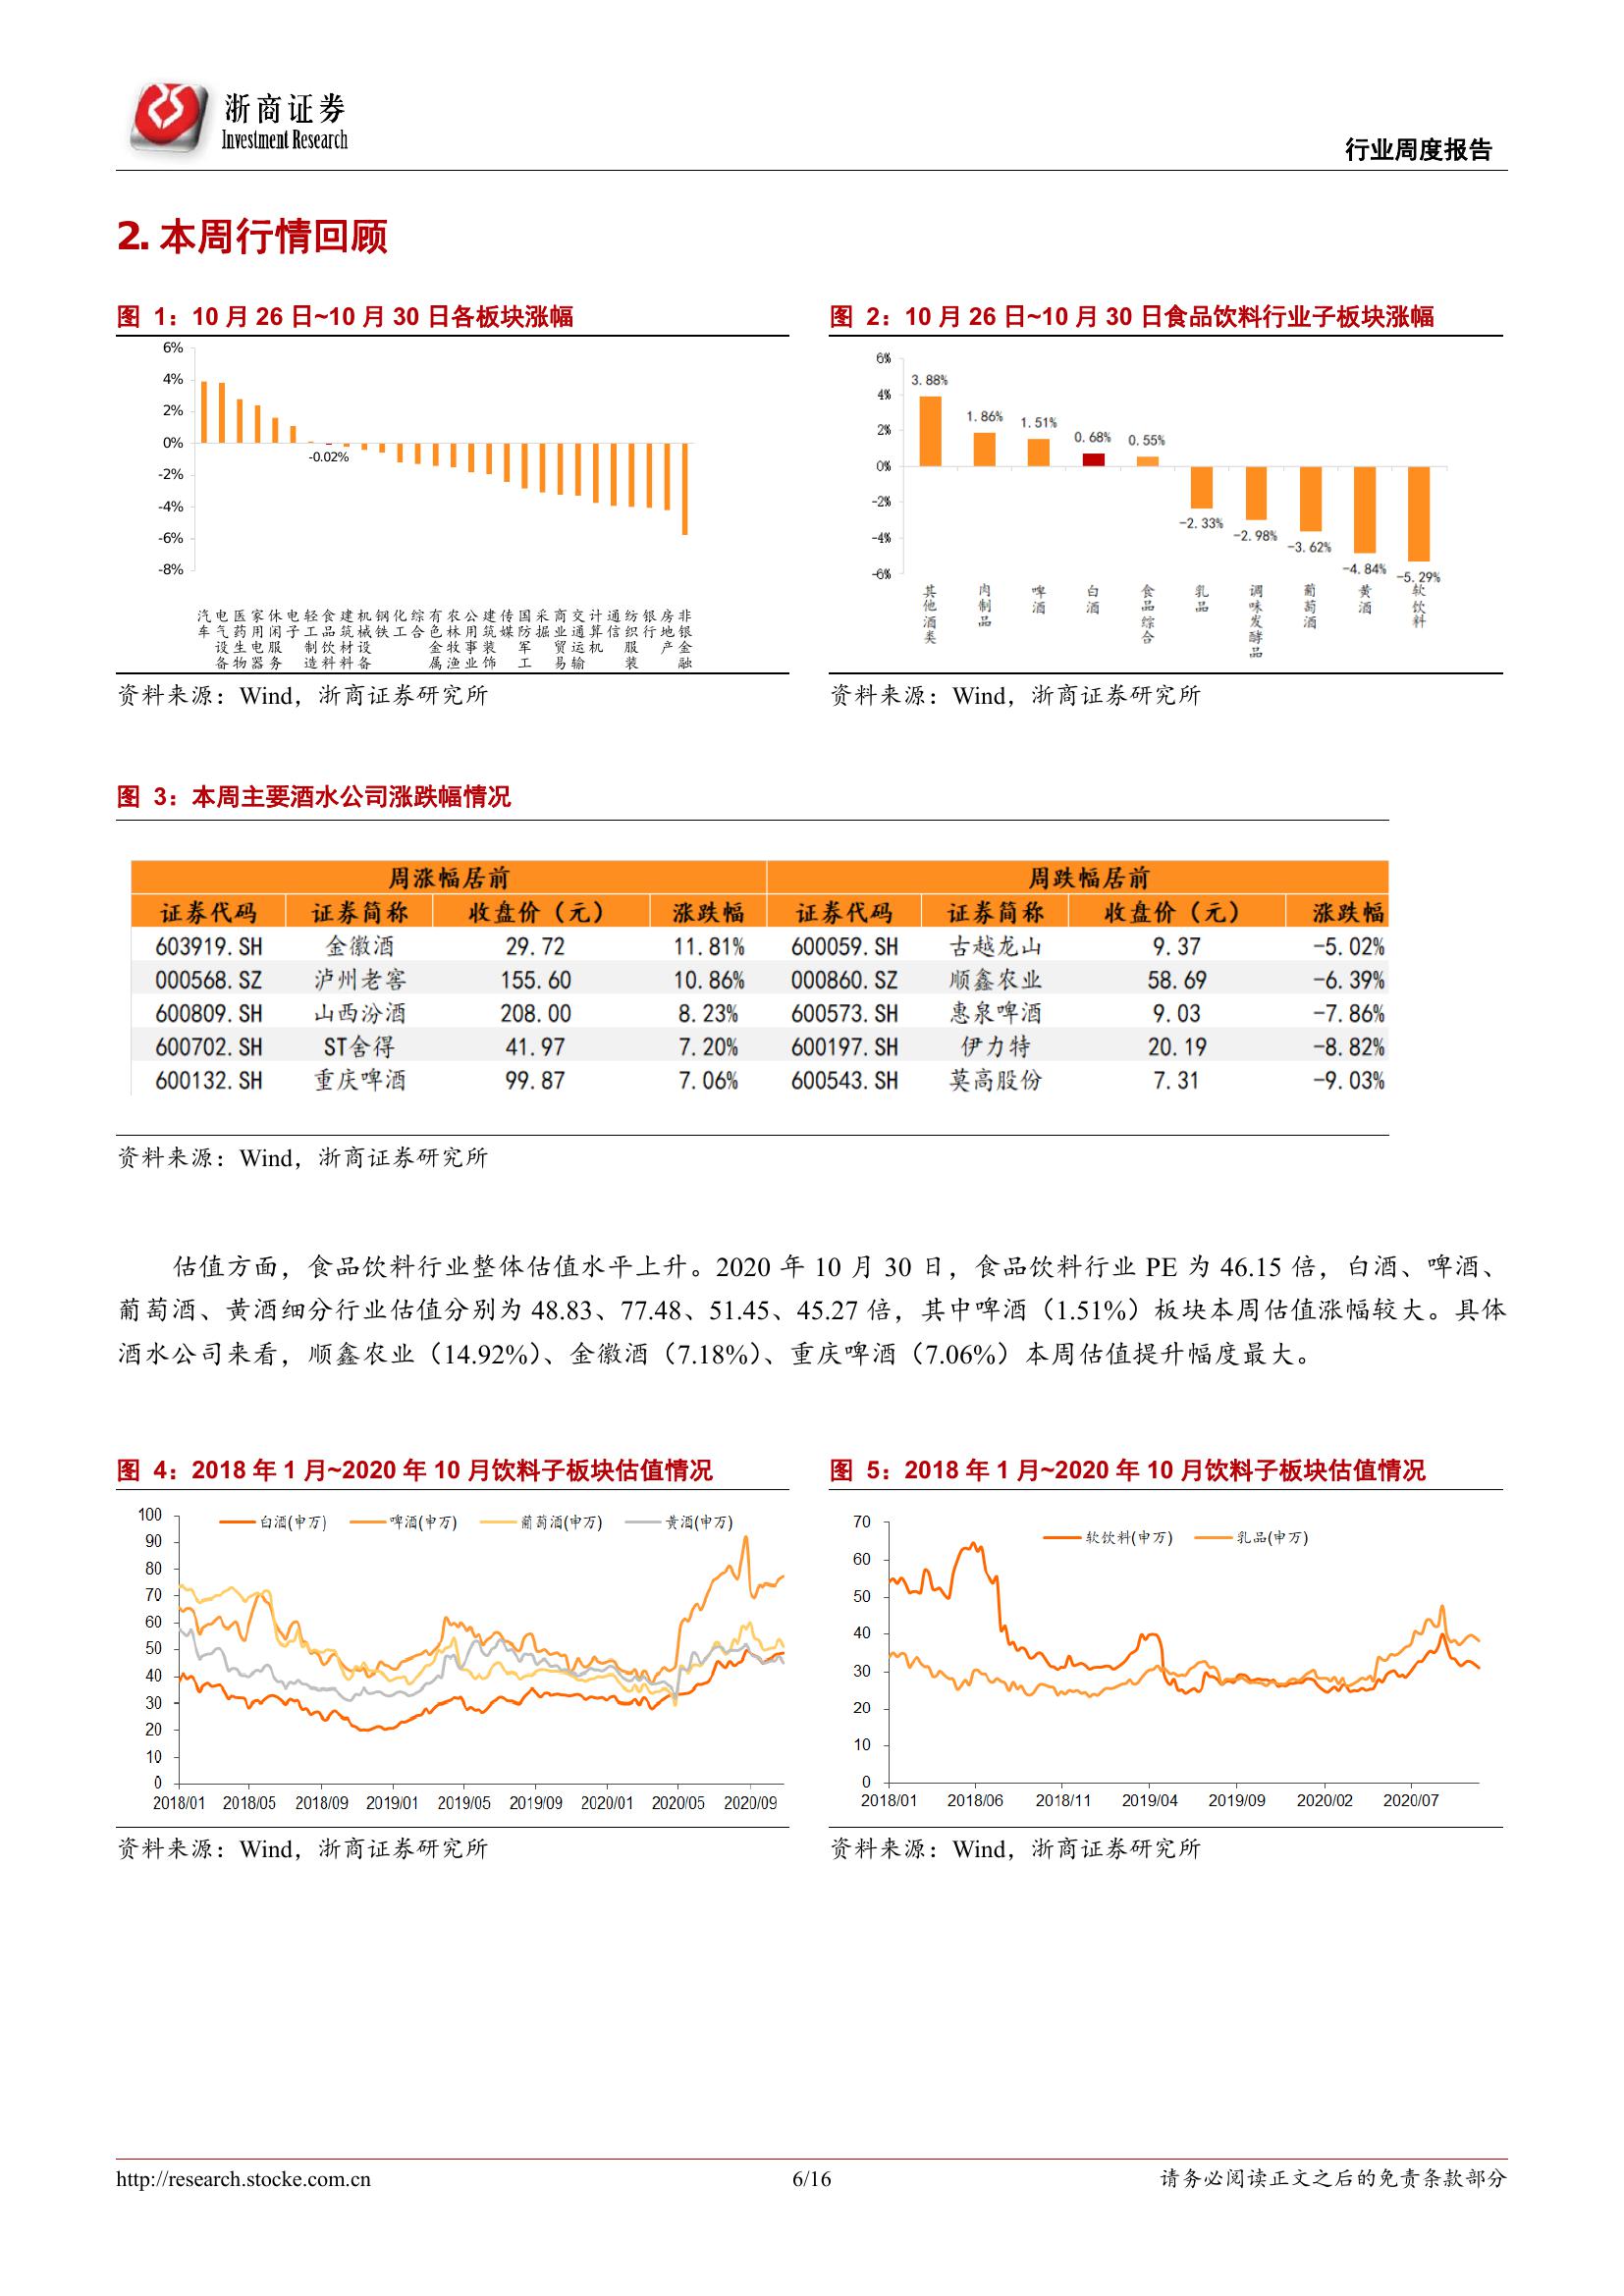 浙商证券
Investment Research
行业周度报告
2. 本周行情回顾
图 1：10 月 26 日~10 月 30 日各板块涨幅
6%
4%
2%
0%
-2%
-4%
-6%
-8%
-0.02%
汽车 电气设备 医药生物 家用电器 休闲服务 电子 轻工制造 食品饮料 建筑材料 机械设备 钢铁 化工 综合 有色金属 农林牧渔 公用事业 建筑装饰 传媒 国防军工 采掘 商业贸易 交通运输 计算机 通信 纺织服装 银行 房地产 非银金融
资料来源：Wind，浙商证券研究所
图 2：10 月 26 日~10 月 30 日食品饮料行业子板块涨幅
6%
4%
2%
0%
-2%
-4%
-6%
3.88% 1.86% 1.51% 0.68% 0.55% -2.33% -2.98% -3.62% -4.84% -5.29%
其他酒类 肉制品 啤酒 白酒 食品综合 乳品 调味发酵品 葡萄酒 黄酒 软饮料
资料来源：Wind，浙商证券研究所
图 3：本周主要酒水公司涨跌幅情况
周涨幅居前 周跌幅居前
证券代码 证券简称 收盘价（元） 涨跌幅 证券代码 证券简称 收盘价（元） 涨跌幅
603919.SH 金徽酒 29.72 11.81% 600059.SH 古越龙山 9.37 -5.02%
000568.SZ 泸州老窖 155.60 10.86% 000860.SZ 顺鑫农业 58.69 -6.39%
600809.SH 山西汾酒 208.00 8.23% 600573.SH 惠泉啤酒 9.03 -7.86%
600702.SH ST舍得 41.97 7.20% 600197.SH 伊力特 20.19 -8.82%
600132.SH 重庆啤酒 99.87 7.06% 600543.SH 莫高股份 7.31 -9.03%
资料来源：Wind，浙商证券研究所
估值方面，食品饮料行业整体估值水平上升。2020 年 10 月 30 日，食品饮料行业 PE 为 46.15 倍，白酒、啤酒、
葡萄酒、黄酒细分行业估值分别为 48.83、77.48、51.45、45.27 倍，其中啤酒（1.51%）板块本周估值涨幅较大。具体
酒水公司来看，顺鑫农业（14.92%）、金徽酒（7.18%）、重庆啤酒（7.06%）本周估值提升幅度最大。
图 4：2018 年 1 月~2020 年 10 月饮料子板块估值情况
白酒(申万) 啤酒(申万) 葡萄酒(申万) 黄酒(申万)
100
90
80
70
60
50
40
30
20
10
0
2018/01 2018/05 2018/09 2019/01 2019/05 2019/09 2020/01 2020/05 2020/09
资料来源：Wind，浙商证券研究所
图 5：2018 年 1 月~2020 年 10 月饮料子板块估值情况
软饮料(申万) 乳品(申万)
70
60
50
40
30
20
10
0
2018/01 2018/06 2018/11 2019/04 2019/09 2020/02 2020/07
资料来源：Wind，浙商证券研究所
http://research.stocke.com.cn
6/16
请务必阅读正文之后的免责条款部分